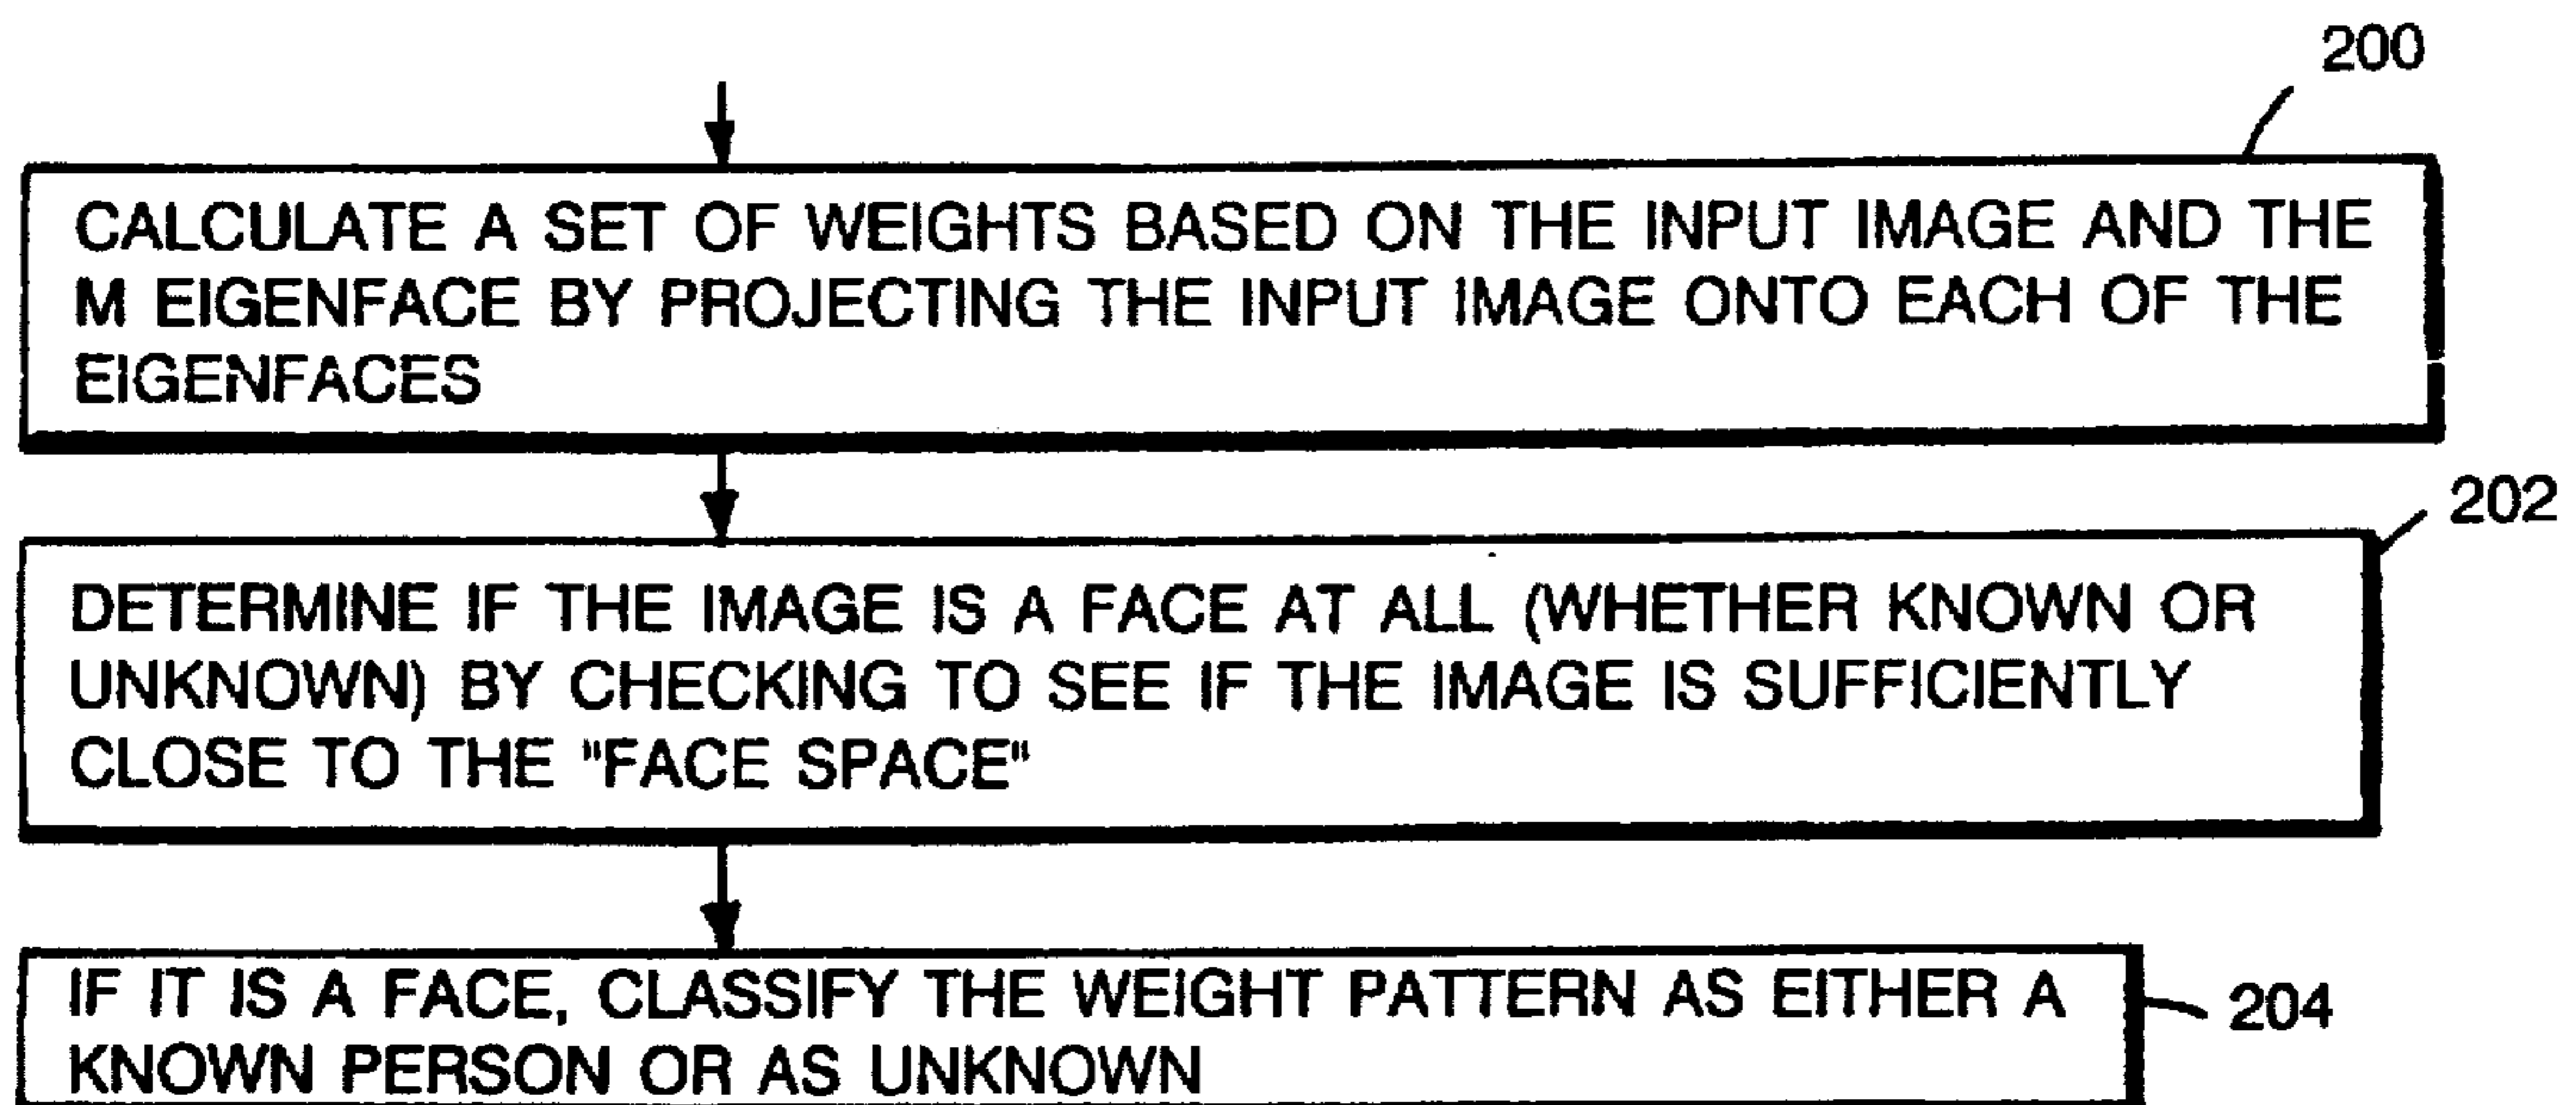 200
CALCULATE A SET OF WEIGHTS BASED ON THE INPUT IMAGE AND THE
M EIGENFACE BY PROJECTING THE INPUT IMAGE ONTO EACH OF THE
EIGENFACES
202
DETERMINE IF THE IMAGE IS A FACE AT ALL (WHETHER KNOWN OR
UNKNOWN) BY CHECKING TO SEE IF THE IMAGE IS SUFFICIENTLY
CLOSE TO THE "FACE SPACE"
IF IT IS A FACE, CLASSIFY THE WEIGHT PATTERN AS EITHER A
204
KNOWN PERSON OR AS UNKNOWN